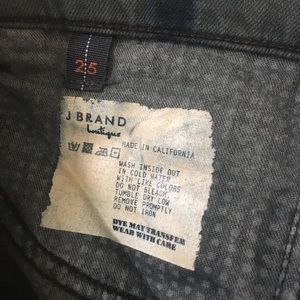 25
J BRAND
boutique
MADE IN CALIFORNIA
WASH INSIDE OUT
IN COLD WATER
WITH LIKE COLORS
DO NOT BLEACH
TUMBLE DRY LOW
REMOVE PROMPTLY
DO NOT IRON
DYE MAY TRANSFER
WEAR WITH CARE